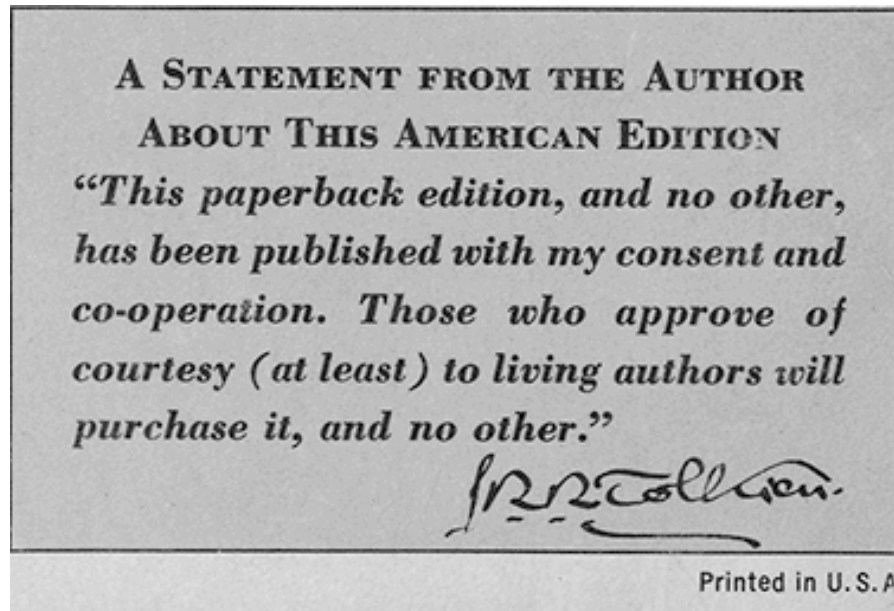 A STATEMENT FROM THE AUTHOR
ABOUT THIS AMERICAN EDITION
“This paperback edition, and no other,
has been published with my consent and
co-operation. Those who approve of
courtesy (at least) to living authors will
purchase it, and no other.”
JRRTolkien.
Printed in U.S.A